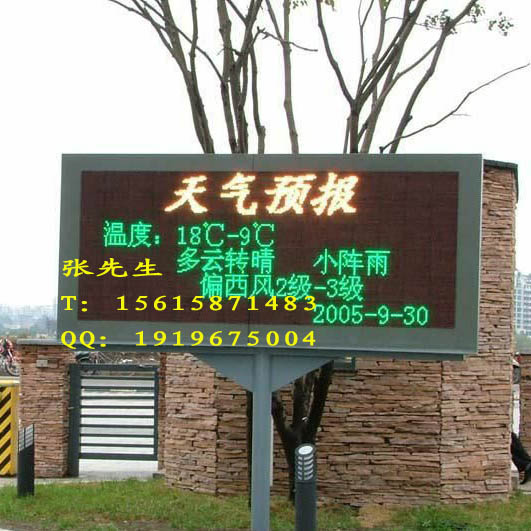 天气预报
温度：18℃-9℃
多云转晴 小阵雨
偏西风2级-3级
2005-9-30
张先生
T： 15615871483
QQ： 1919675004